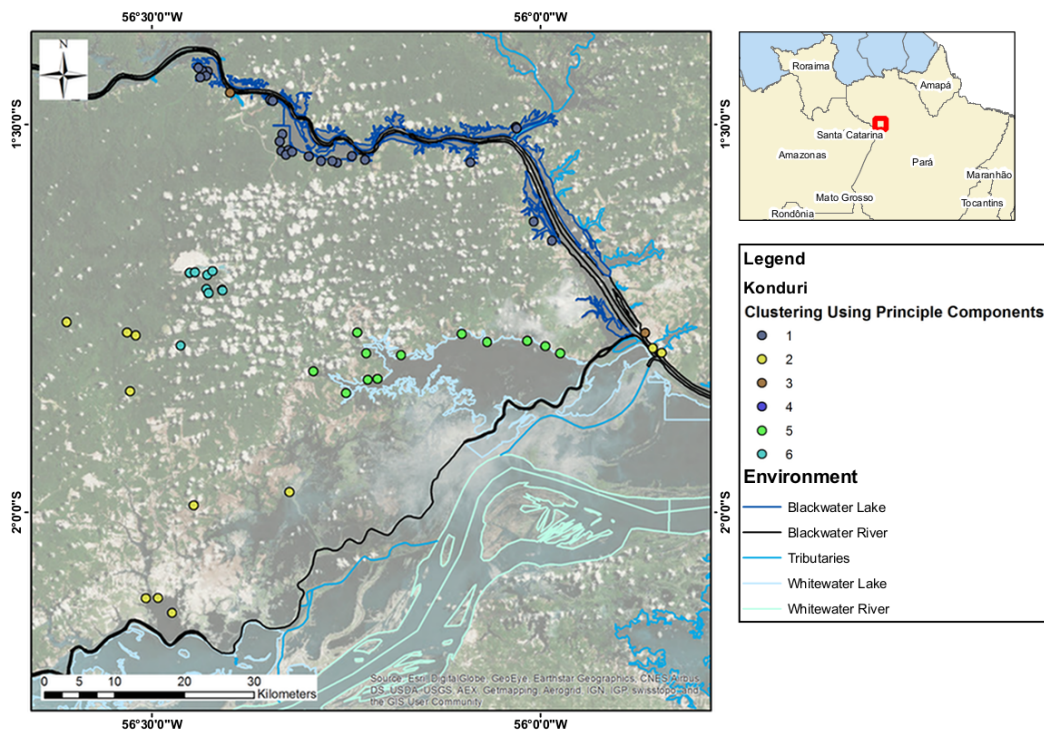 56°30'0"W
56°0'0"W
N
1°30'0"S
1°30'0"S
2°0'0"S
2°0'0"S
0 5 10 20 30
Kilometers
Source: Esri, DigitalGlobe, GeoEye, Earthstar Geographics, CNES/Airbus
DS, USDA, USGS, AEX, Getmapping, Aerogrid, IGN, IGP, swisstopo, and
the GIS User Community
56°30'0"W
56°0'0"W
Roraima
Amapá
Santa Catarina
Amazonas
Pará
Maranhão
Mato Grosso
Tocantins
Rondônia
Legend
Konduri
Clustering Using Principle Components
1
2
3
4
5
6
Environment
Blackwater Lake
Blackwater River
Tributaries
Whitewater Lake
Whitewater River